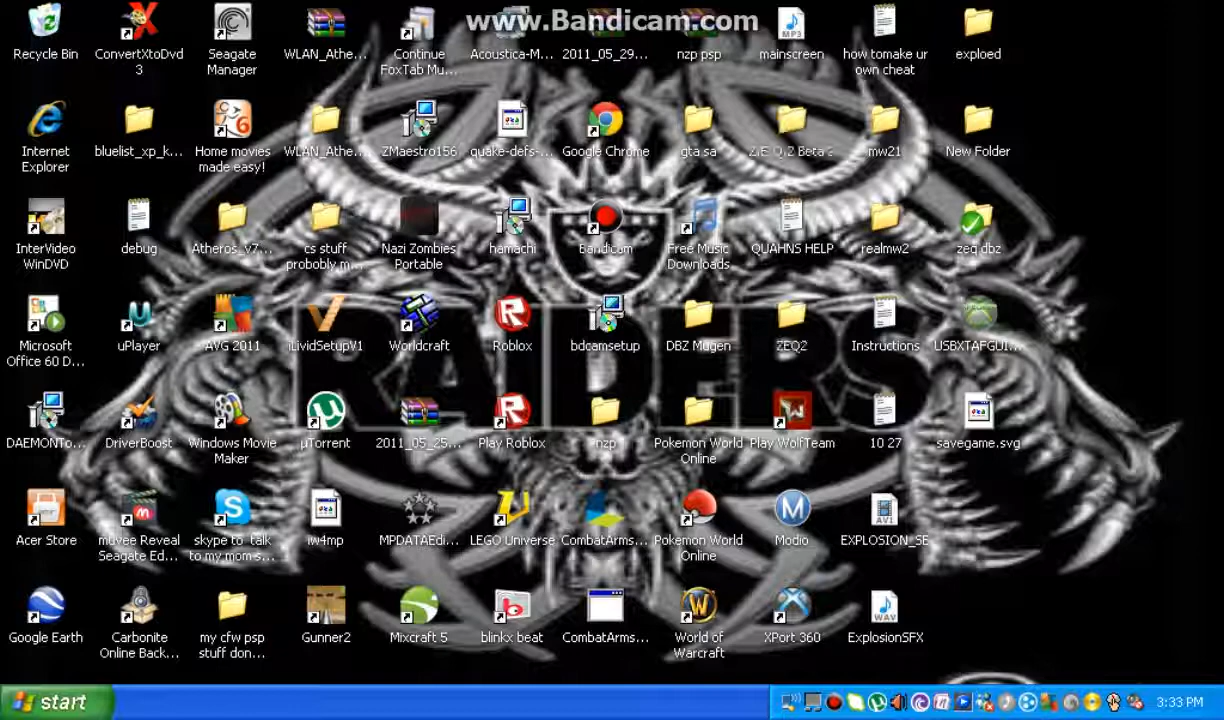 www.Bandicam.com
Recycle Bin
ConvertXtoDvd
3
Seagate
Manager
WLAN_Athe...
Continue
FoxTab Mu...
Acoustica-M...
2011_05_29...
nzp psp
mainscreen
how tomake ur
own cheat
exploed
Internet
Explorer
bluelist_xp_k...
Home movies
made easy!
WLAN_Athe...
ZMaestro156
quake-defs-...
Google Chrome
gta sa
Z.E.Q.2 Beta 2
mw21
New Folder
InterVideo
WinDVD
debug
Atheros_v7...
cs stuff
probobly m...
Nazi Zombies
Portable
hamachi
Bandicam
Free Music
Downloads
QUAHNS HELP
realmw2
zeq dbz
RAIDERS
Microsoft
Office 60 D...
uPlayer
AVG 2011
iLividSetupV1
Worldcraft
Roblox
bdcamsetup
DBZ Mugen
ZEQ2
Instructions
USBXTAFGUI...
DAEMONTo...
DriverBoost
Windows Movie
Maker
µTorrent
2011_05_25...
Play Roblox
nzp
Pokemon World
Online
Play WolfTeam
10 27
savegame.svg
Acer Store
muvee Reveal
Seagate Ed...
skype to talk
to my mom s...
iw4mp
MPDATAEdi...
LEGO Universe
CombatArms...
Pokemon World
Online
Modio
EXPLOSION_SE
Google Earth
Carbonite
Online Back...
my cfw psp
stuff don...
Gunner2
Mixcraft 5
blinkx beat
CombatArms...
World of
Warcraft
XPort 360
ExplosionSFX
start
3:33 PM